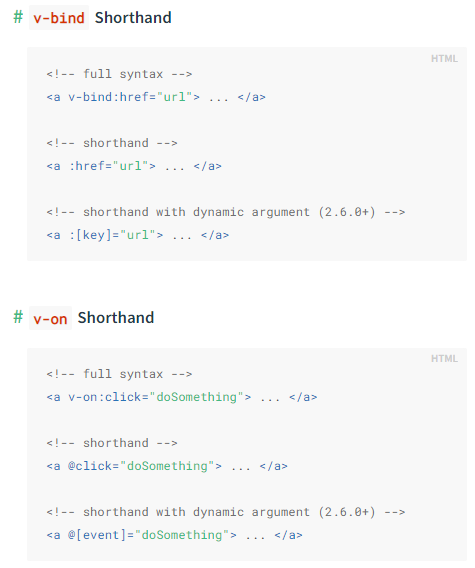 # v-bind Shorthand
HTML
<!-- full syntax -->
<a v-bind:href="url"> ... </a>
<!-- shorthand -->
<a :href="url"> ... </a>
<!-- shorthand with dynamic argument (2.6.0+) -->
<a :[key]="url"> ... </a>
# v-on Shorthand
HTML
<!-- full syntax -->
<a v-on:click="doSomething"> ... </a>
<!-- shorthand -->
<a @click="doSomething"> ... </a>
<!-- shorthand with dynamic argument (2.6.0+) -->
<a @[event]="doSomething"> ... </a>